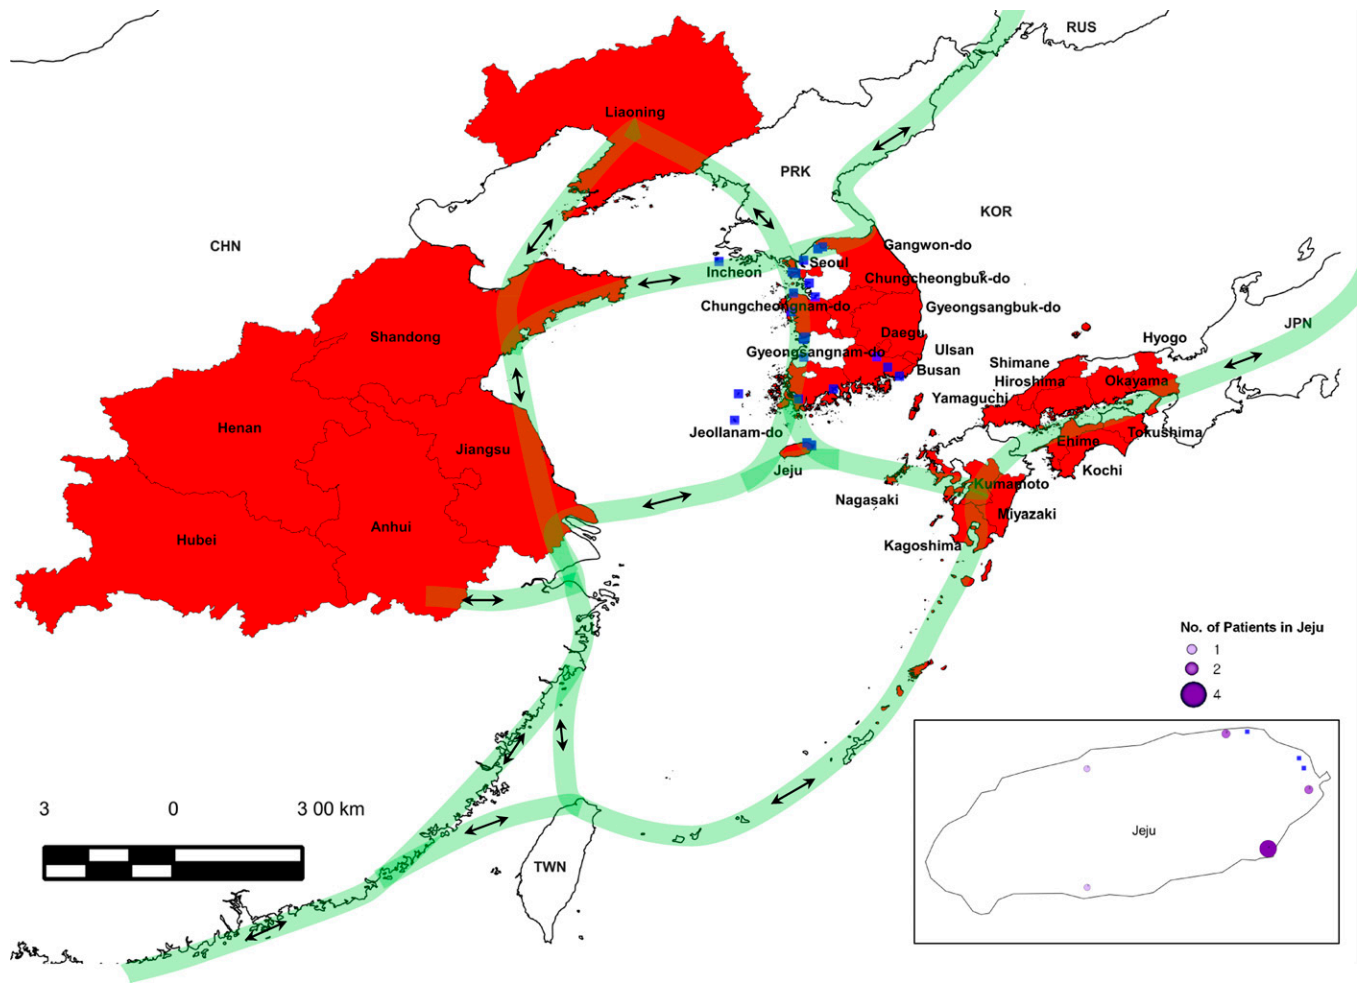 RUS
Liaoning
PRK
KOR
CHN
Gangwon-do
Seoul
Incheon
Chungcheongbuk-do
Chungcheongnam-do
Gyeongsangbuk-do
JPN
Shandong
Daegu
Hyogo
Gyeongsangnam-do
Ulsan
Shimane
Busan
Hiroshima
Okayama
Yamaguchi
Henan
Jeollanam-do
Tokushima
Ehime
Jiangsu
Jeju
Kochi
Kumamoto
Nagasaki
Miyazaki
Anhui
Hubei
Kagoshima
No. of Patients in Jeju
1
2
4
3 0 3 00 km
Jeju
TWN